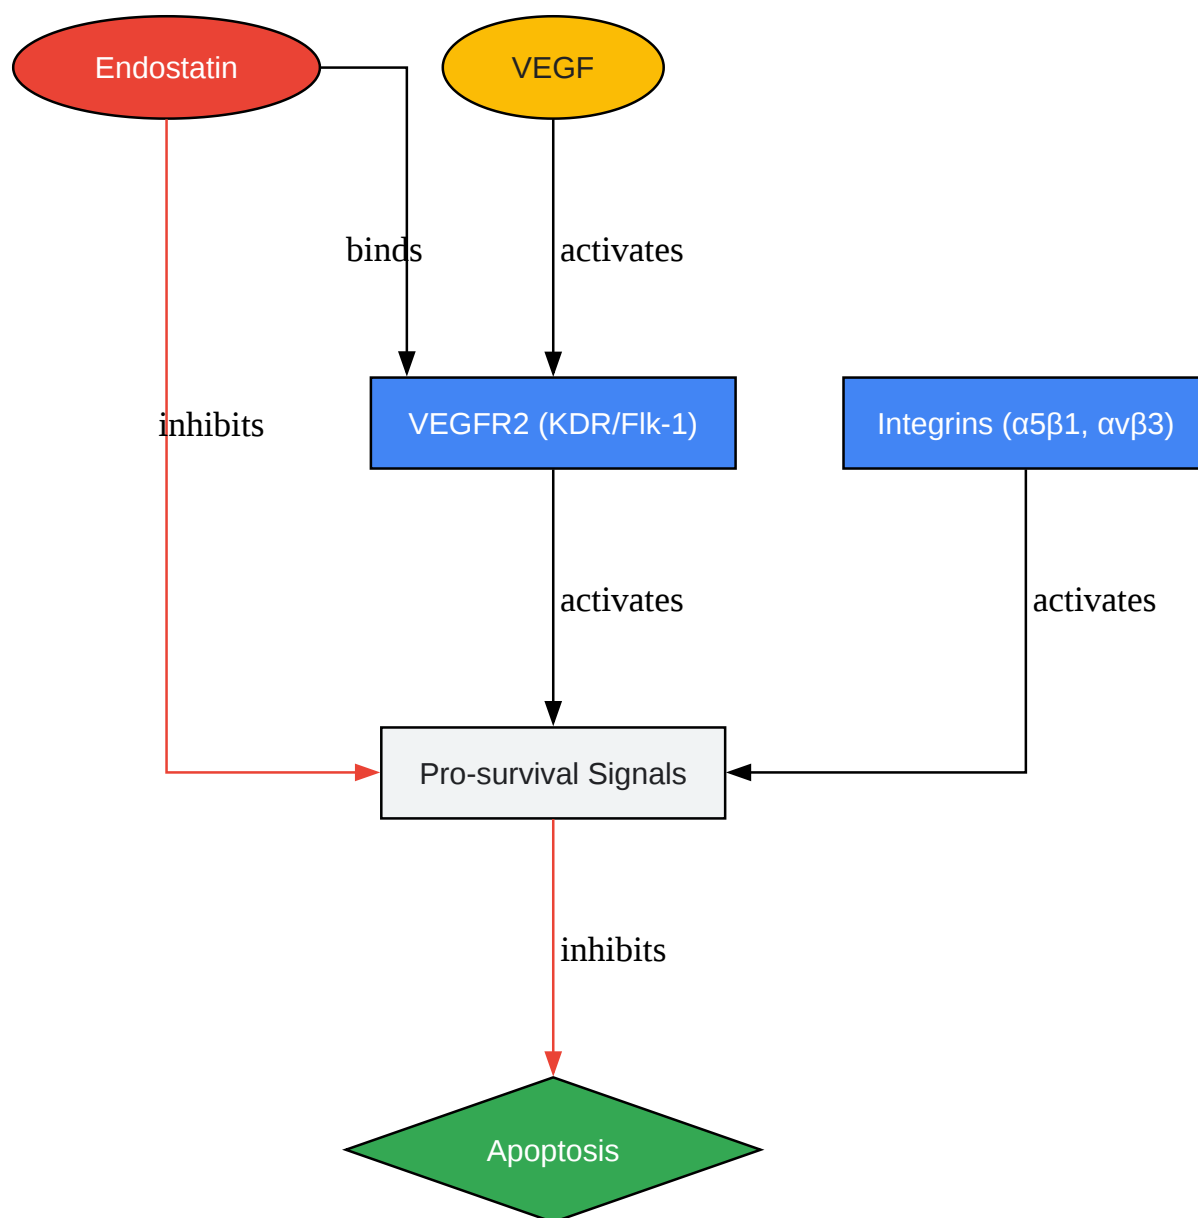 Endostatin
VEGF
binds
activates
inhibits
VEGFR2 (KDR/Flk-1)
Integrins (α5β1, αvβ3)
activates
activates
Pro-survival Signals
inhibits
Apoptosis